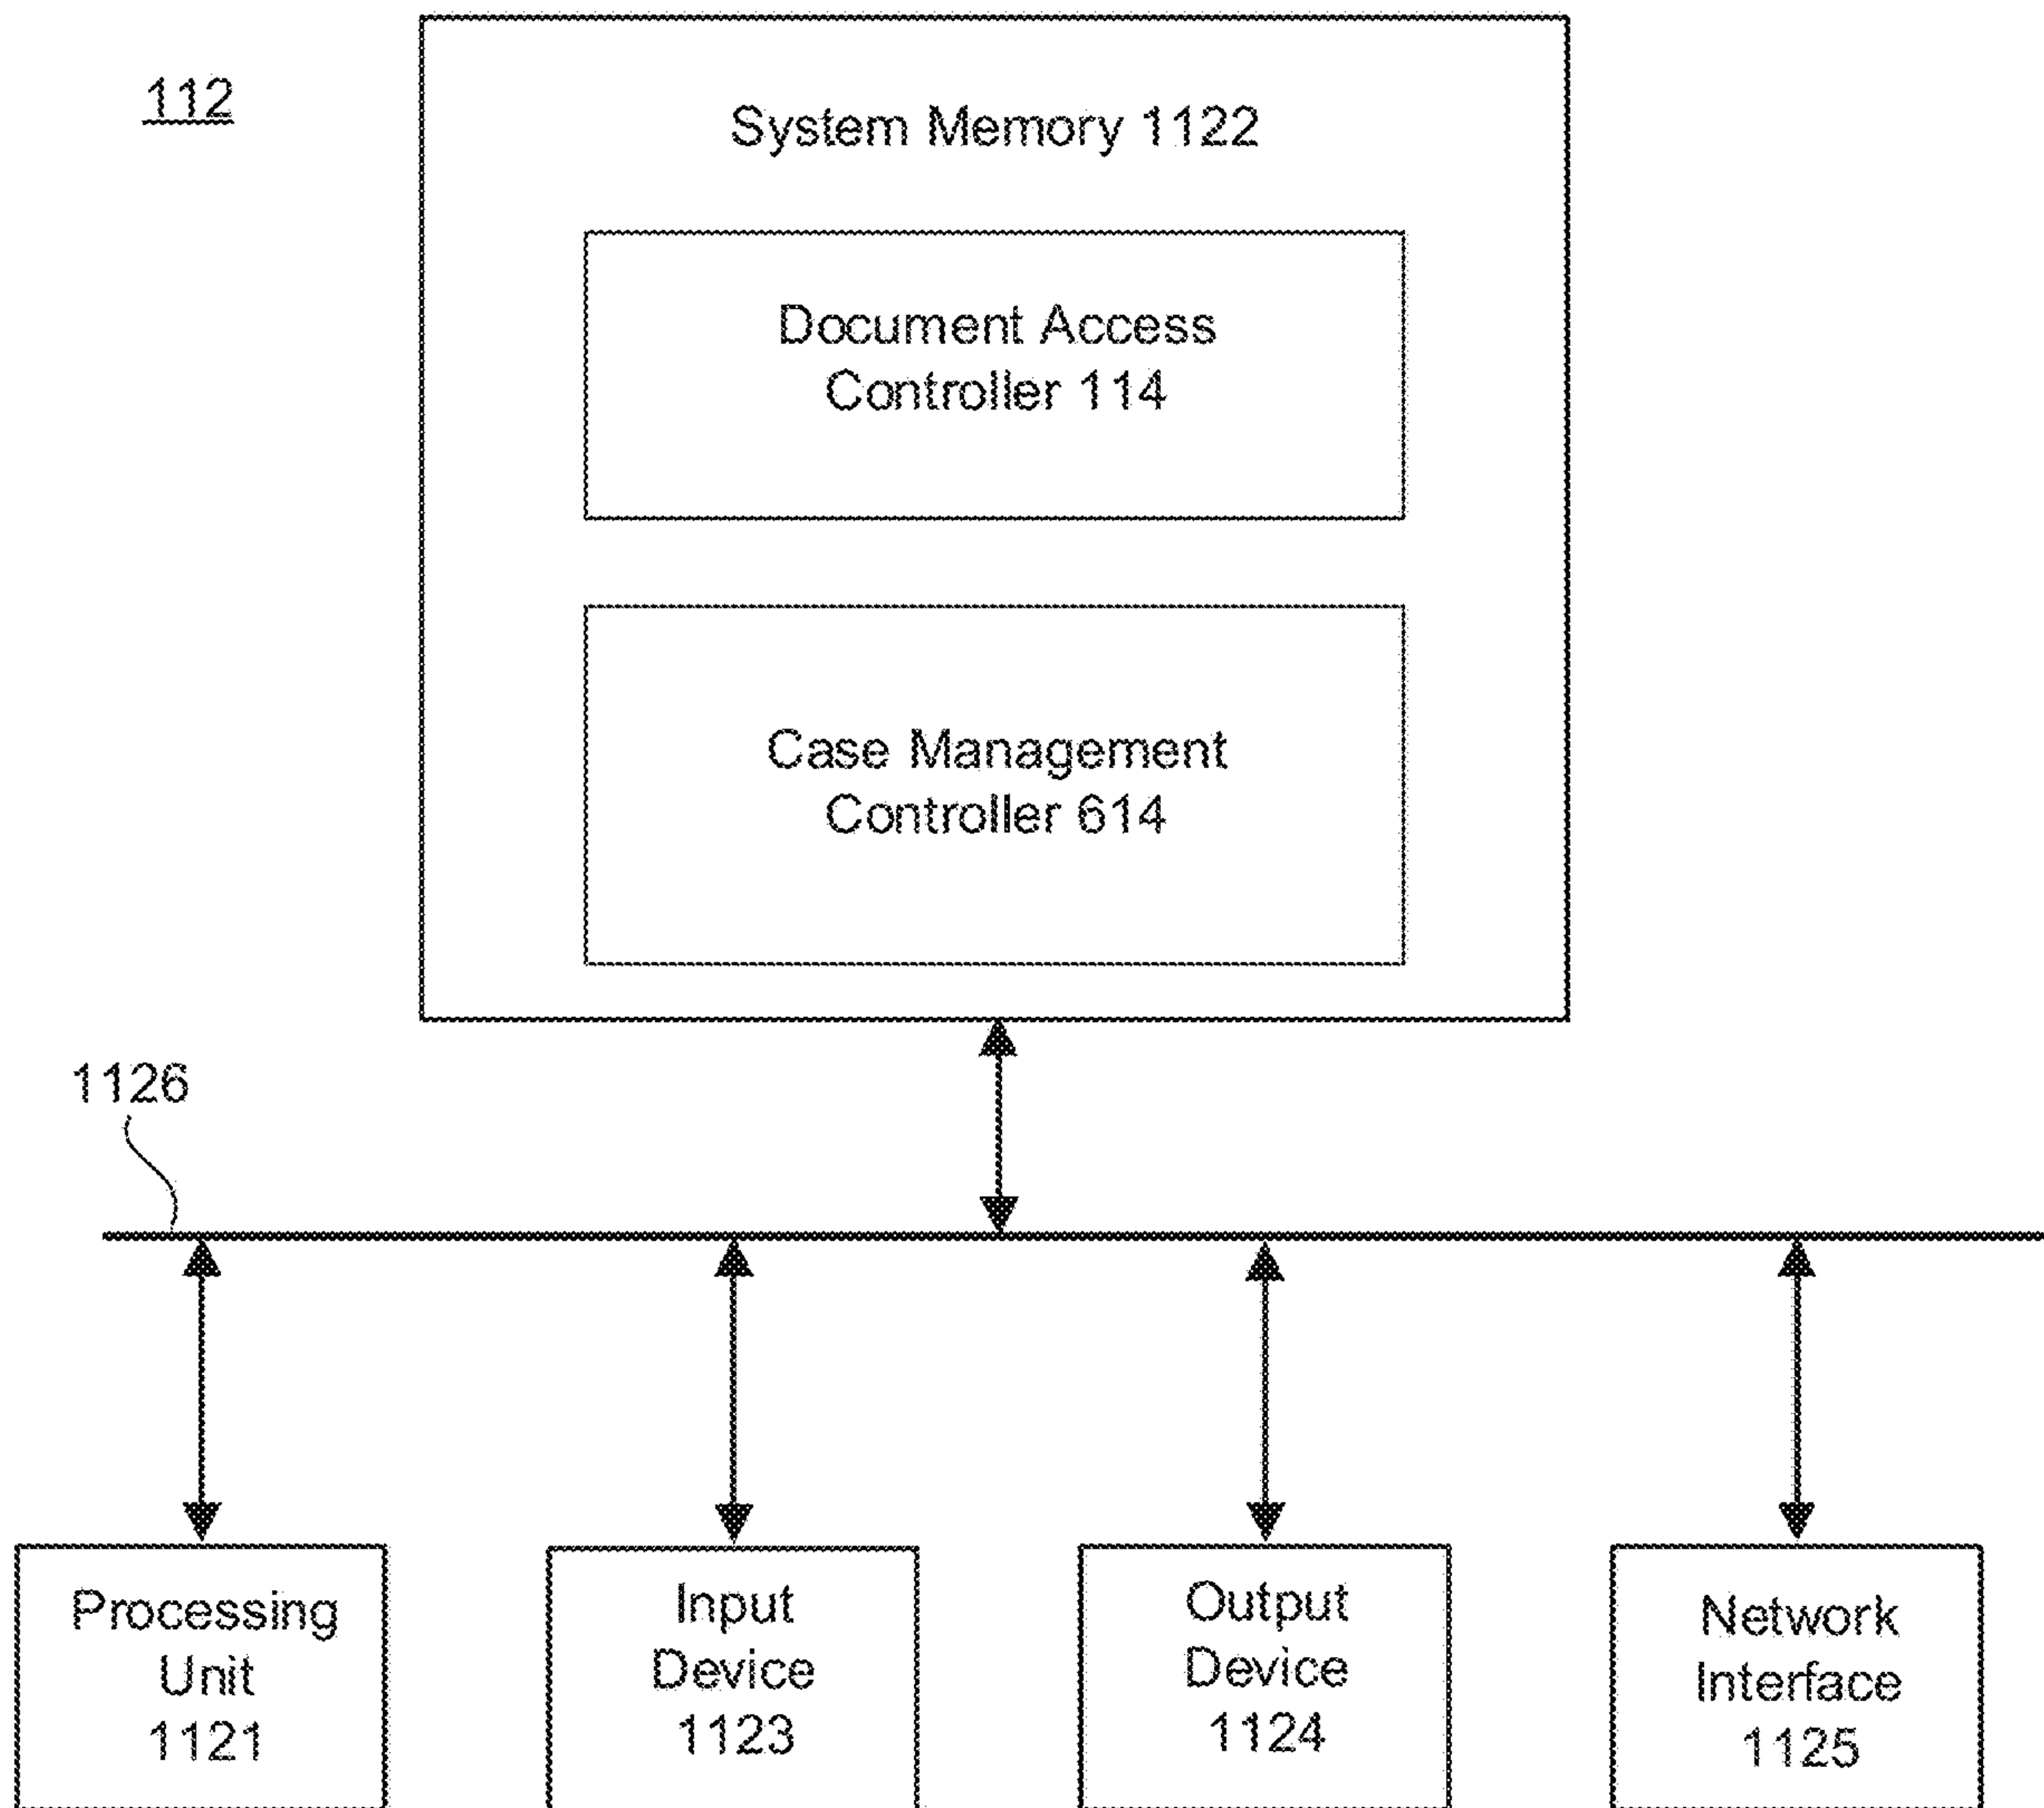 112
System Memory 1122
Document Access
Controller 114
Case Management
Controller 614
1126
Processing
Unit
1121
Input
Device
1123
Output
Device
1124
Network
Interface
1125